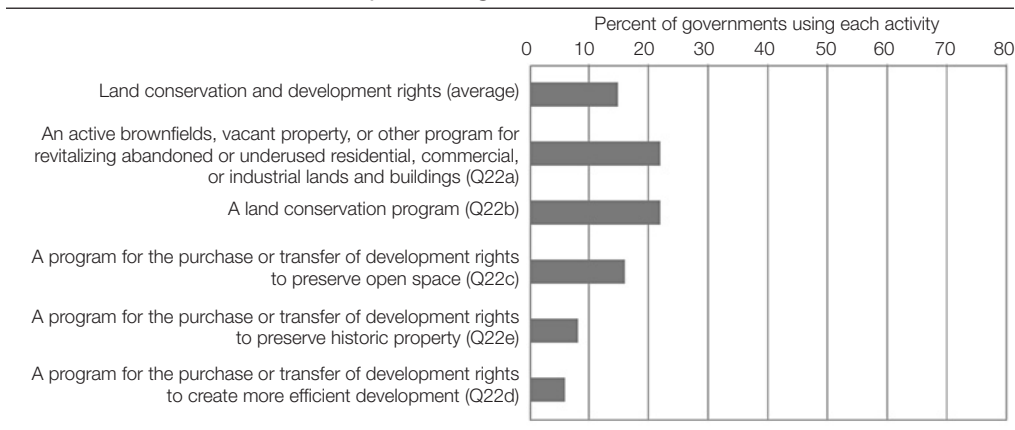 Percent of governments using each activity
0 10 20 30 40 50 60 70 80
Land conservation and development rights (average)
An active brownfields, vacant property, or other program for
revitalizing abandoned or underused residential, commercial,
or industrial lands and buildings (Q22a)
A land conservation program (Q22b)
A program for the purchase or transfer of development rights
to preserve open space (Q22c)
A program for the purchase or transfer of development rights
to preserve historic property (Q22e)
A program for the purchase or transfer of development rights
to create more efficient development (Q22d)